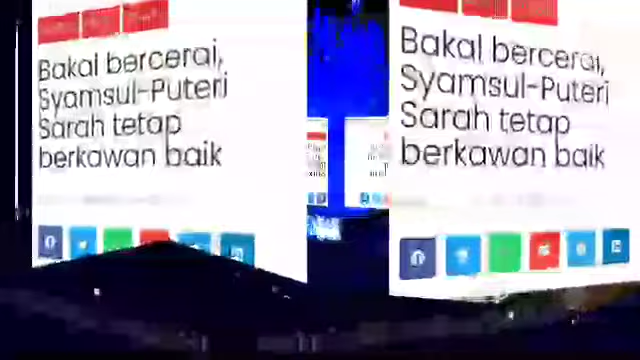 Bakal bercerai,
Syamsul-Puteri
Sarah tetap
berkawan baik
Bakal bercerai,
Syamsul-Puteri
Sarah tetap
berkawan baik